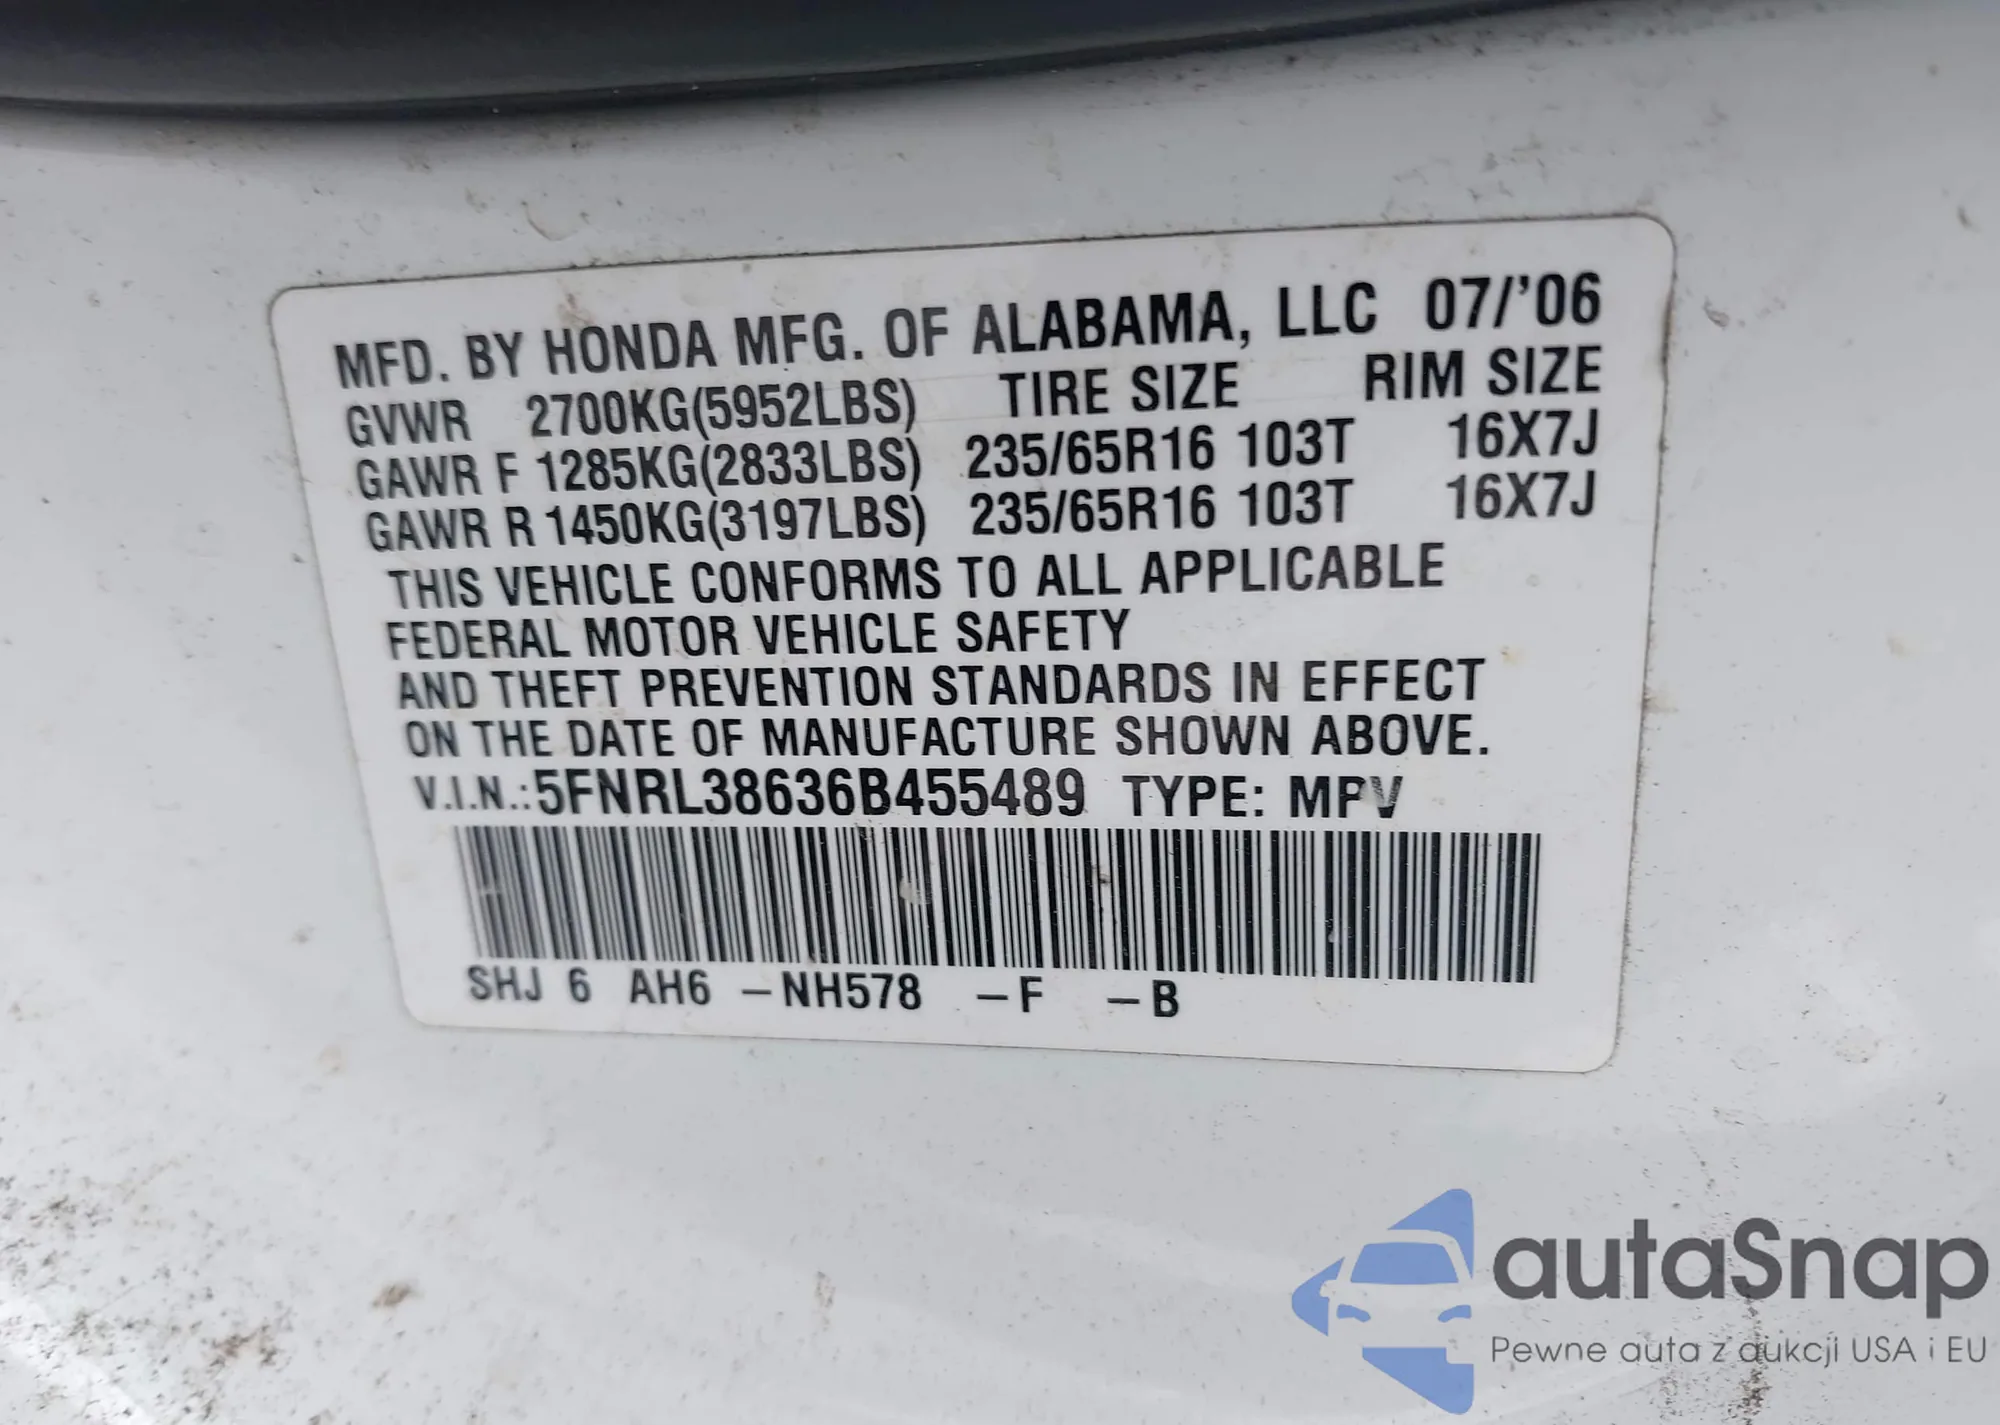 MFD. BY HONDA MFG. OF ALABAMA, LLC 07/'06
GVWR 2700KG(5952LBS) TIRE SIZE RIM SIZE
GAWR F 1285KG(2833LBS) 235/65R16 103T 16X7J
GAWR R 1450KG(3197LBS) 235/65R16 103T 16X7J
THIS VEHICLE CONFORMS TO ALL APPLICABLE
FEDERAL MOTOR VEHICLE SAFETY
AND THEFT PREVENTION STANDARDS IN EFFECT
ON THE DATE OF MANUFACTURE SHOWN ABOVE.
V.I.N.:5FNRL38636B455489 TYPE: MPV
SHJ 6 AH6 –NH578 –F –B
autaSnap
Pewne auta z aukcji USA i EU